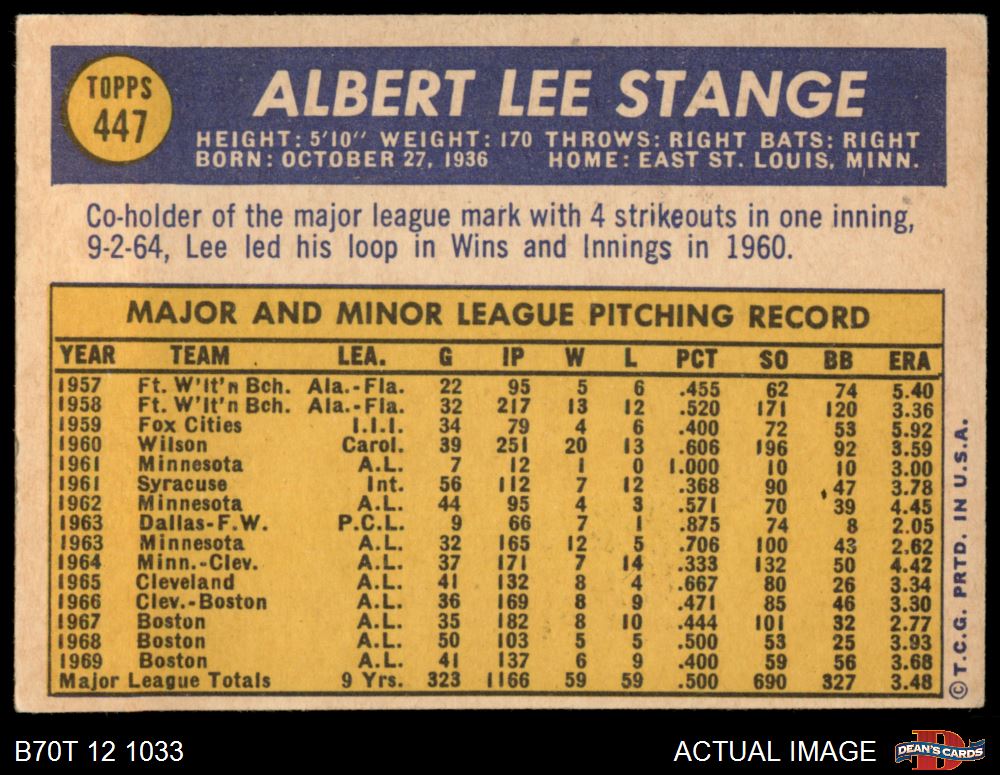 TOPPS
447
ALBERT LEE STANGE
HEIGHT: 5'10" WEIGHT: 170 THROWS: RIGHT BATS: RIGHT
BORN: OCTOBER 27, 1936 HOME: EAST ST. LOUIS, MINN.
Co-holder of the major league mark with 4 strikeouts in one inning,
9-2-64, Lee led his loop in Wins and Innings in 1960.
MAJOR AND MINOR LEAGUE PITCHING RECORD
YEAR TEAM LEA. G IP W L PCT SO BB ERA
1957 Ft. W'lt'n Bch. Ala.-Fla. 22 95 5 6 .455 62 74 5.40
1958 Ft. W'lt'n Bch. Ala.-Fla. 32 217 13 12 .520 171 120 3.36
1959 Fox Cities I.I.I. 34 79 4 6 .400 72 53 5.92
1960 Wilson Carol. 39 251 20 13 .606 196 92 3.59
1961 Minnesota A.L. 7 12 1 0 1.000 10 10 3.00
1961 Syracuse Int. 56 112 7 12 .368 90 47 3.78
1962 Minnesota A.L. 44 95 4 3 .571 70 39 4.45
1963 Dallas-F.W. P.C.L. 9 66 7 1 .875 74 8 2.05
1963 Minnesota A.L. 32 165 12 5 .706 100 43 2.62
1964 Minn.-Clev. A.L. 37 171 7 14 .333 132 50 4.42
1965 Cleveland A.L. 41 132 8 4 .667 80 26 3.34
1966 Clev.-Boston A.L. 36 169 8 9 .471 85 46 3.30
1967 Boston A.L. 35 182 8 10 .444 101 32 2.77
1968 Boston A.L. 50 103 5 5 .500 53 25 3.93
1969 Boston A.L. 41 137 6 9 .400 59 56 3.68
Major League Totals 9 Yrs. 323 1166 59 59 .500 690 327 3.48
© T.C.G. PRTD. IN U.S.A.
B70T 12 1033
ACTUAL IMAGE
DEAN'S CARDS